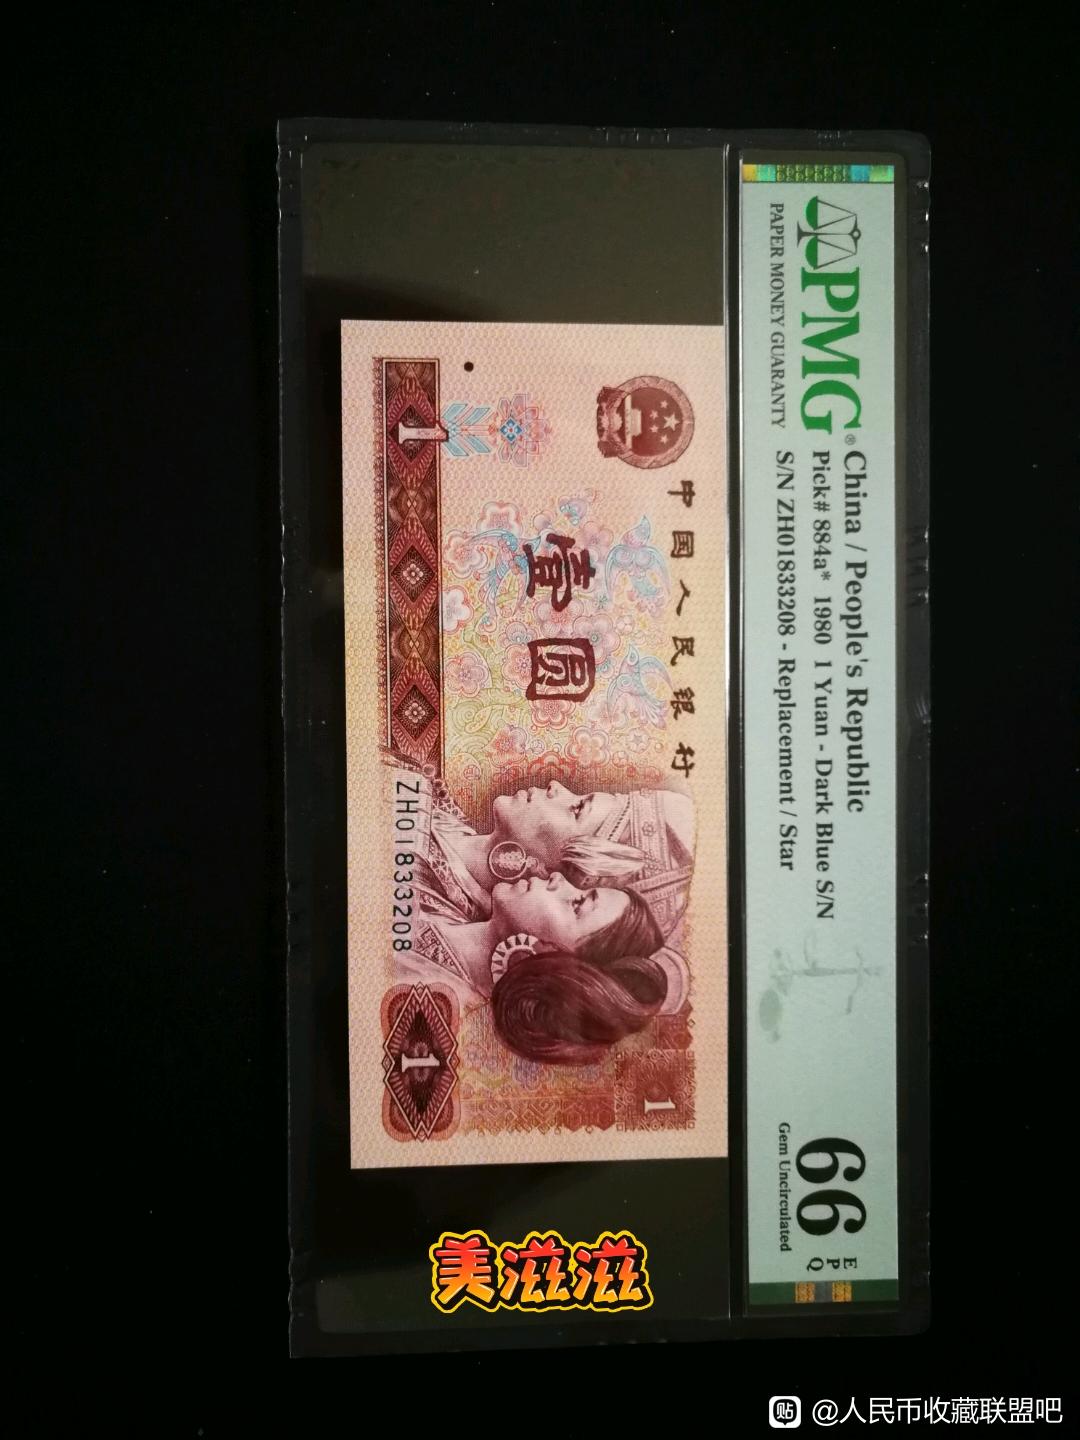 PMG®
PAPER MONEY GUARANTY
China / People's Republic
Pick# 884a* 1980 1 Yuan - Dark Blue S/N
S/N ZH01833208 - Replacement / Star
66
EPQ
Gem Uncirculated
中国人民银行
壹圆
1
ZH01833208
1
1
美滋滋
贴 @人民币收藏联盟吧